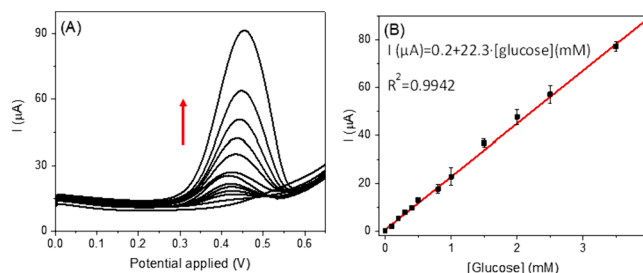 (A)
I (µA)
90
60
30
0
0.0 0.1 0.2 0.3 0.4 0.5 0.6
Potential applied (V)
(B)
I (µA)=0.2+22.3·[glucose](mM)
R²=0.9942
I (µA)
80
60
40
20
0
0 1 2 3
[Glucose] (mM)